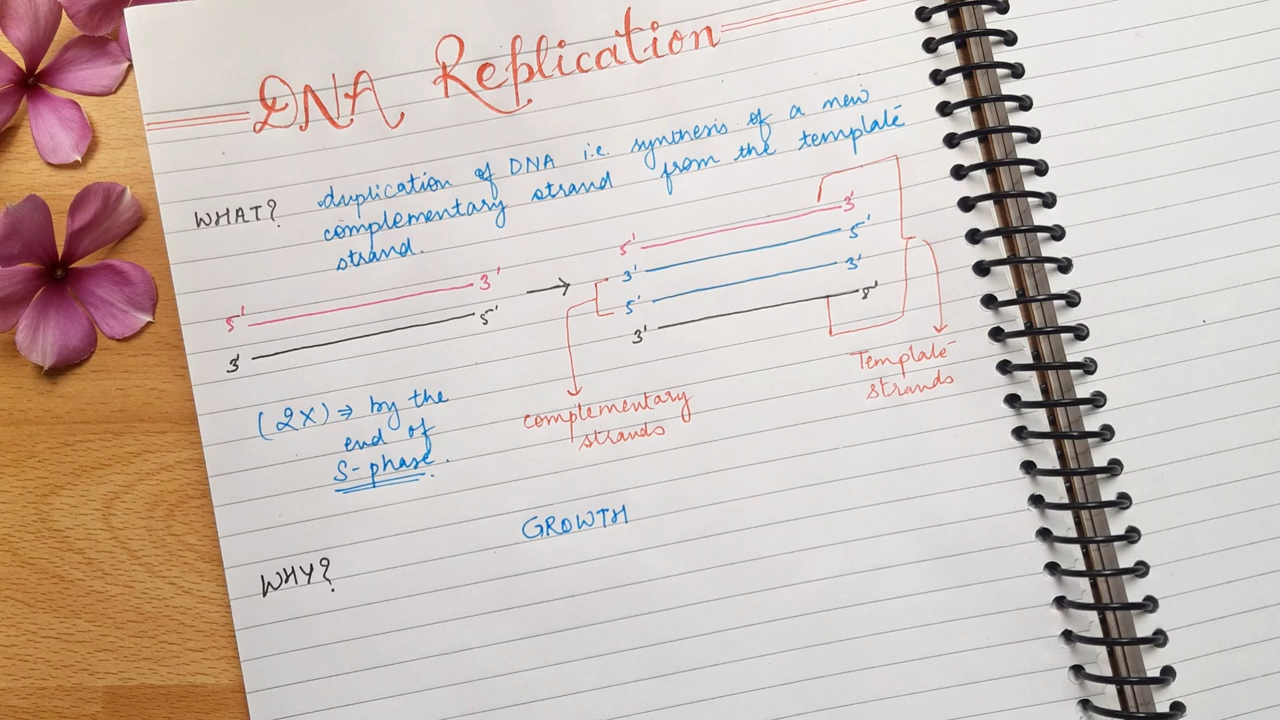 DNA Replication
WHAT? duplication of DNA i.e. synthesis of a new
complementary strand from the template
strand.
5' 3'
3' 5'
→
5' 3'
3' 5'
5' 3'
3' 5'
complementary
strands
Template
strands
(2X) ⇒ by the
end of
S-phase.
GROWTH
WHY?